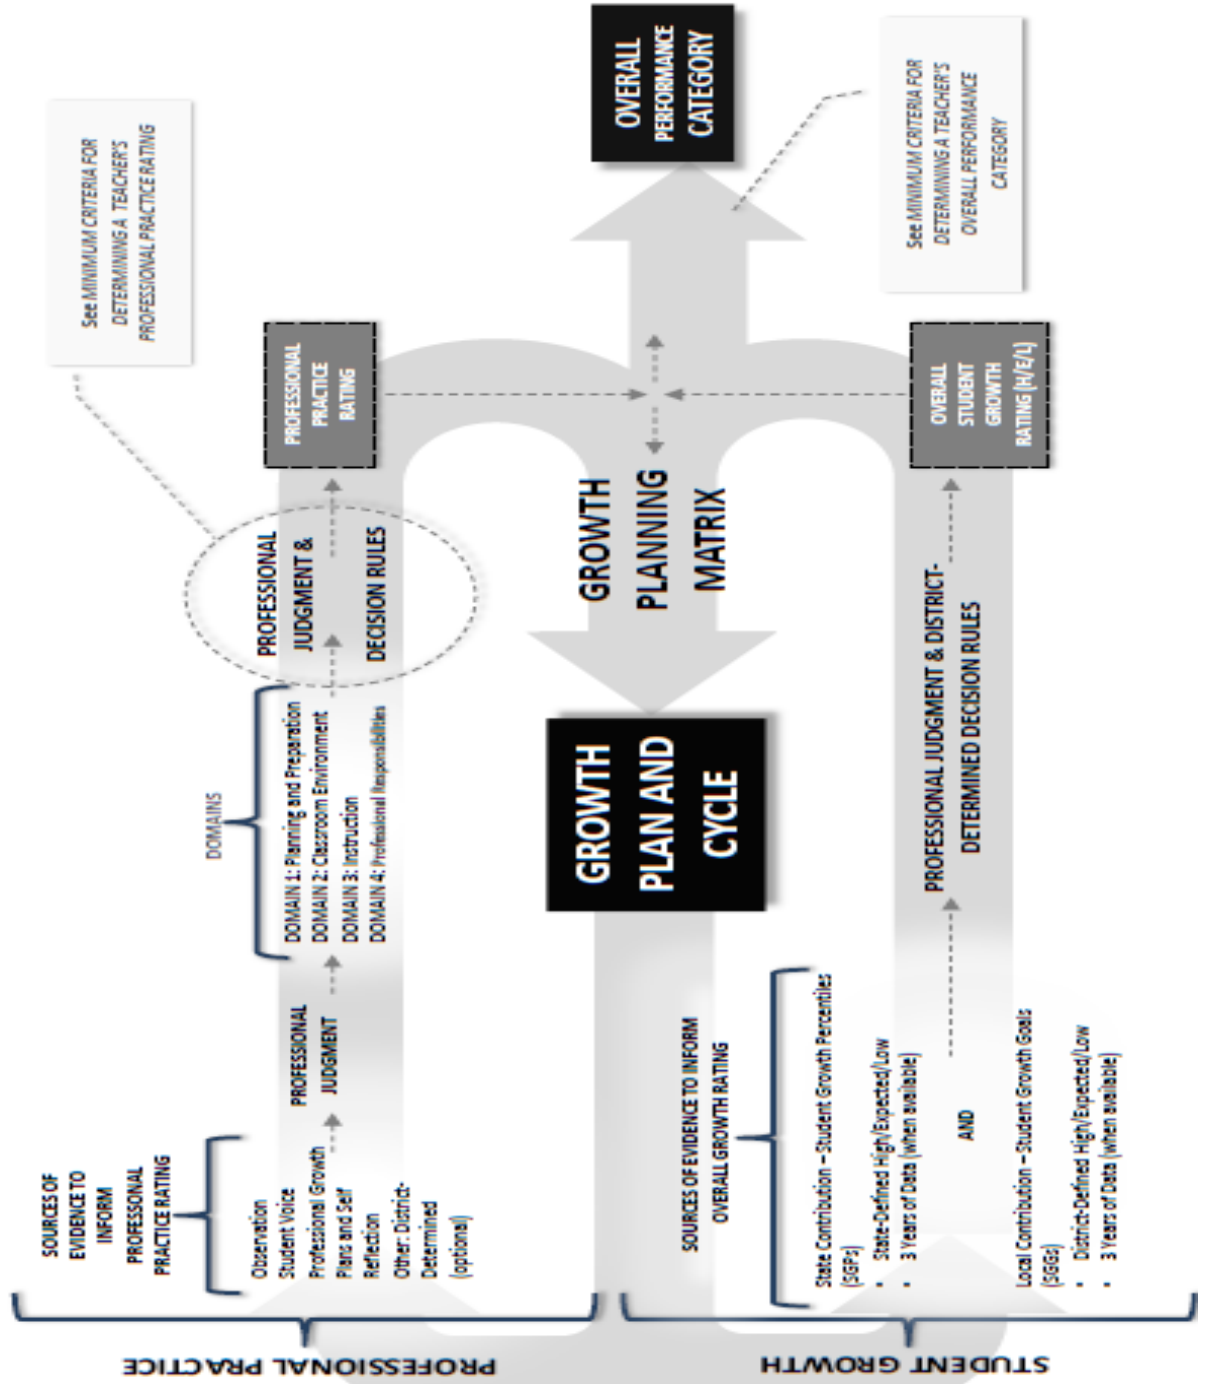 PROFESSIONAL PRACTICE
SOURCES OF
EVIDENCE TO
INFORM
PROFESSIONAL
PRACTICE RATING
Observation
Student Voice
Professional Growth
Plans and Self
Reflection
Other: District-
Determined
(optional)
PROFESSIONAL
JUDGMENT
DOMAINS
DOMAIN 1: Planning and Preparation
DOMAIN 2: Classroom Environment
DOMAIN 3: Instruction
DOMAIN 4: Professional Responsibilities
PROFESSIONAL
JUDGMENT &
DECISION RULES
PROFESSIONAL
PRACTICE
RATING
See MINIMUM CRITERIA FOR
DETERMINING A TEACHER'S
PROFESSIONAL PRACTICE RATING
GROWTH
PLAN AND
CYCLE
GROWTH
PLANNING
MATRIX
OVERALL
PERFORMANCE
CATEGORY
STUDENT GROWTH
SOURCES OF EVIDENCE TO INFORM
OVERALL GROWTH RATING
State Contribution – Student Growth Percentiles
(SGPs)
• State-Defined High/Expected/Low
• 3 Years of Data (when available)
AND
Local Contribution – Student Growth Goals
(SGGs)
• District-Defined High/Expected/Low
• 3 Years of Data (when available)
PROFESSIONAL JUDGMENT & DISTRICT-
DETERMINED DECISION RULES
OVERALL
STUDENT
GROWTH
RATING (H/E/L)
See MINIMUM CRITERIA FOR
DETERMINING A TEACHER'S
OVERALL PERFORMANCE
CATEGORY